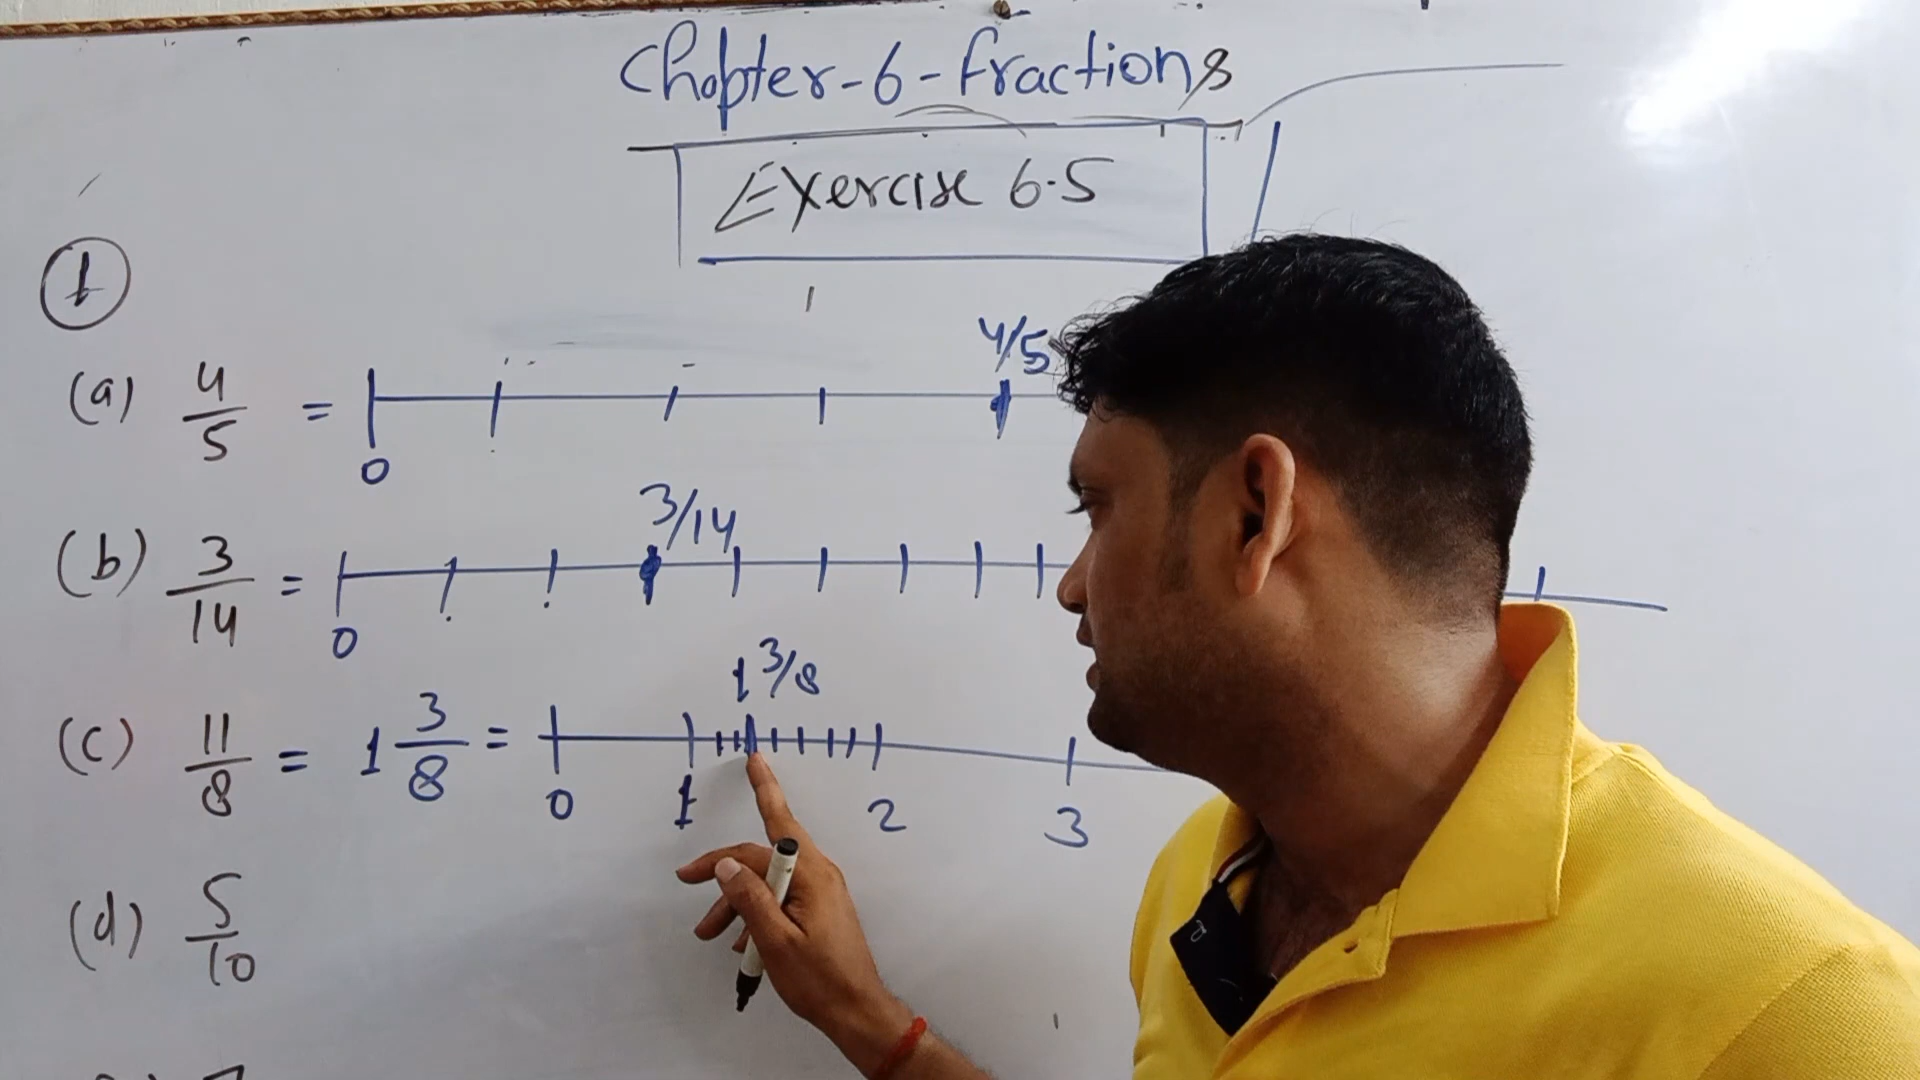 Chapter-6-fractions
Exercise 6.5
1
4/5
(a) 4/5 =
0
3/14
(b) 3/14 =
0
1 3/8
(c) 11/8 = 1 3/8 =
0 1 2 3
(d) 5/10